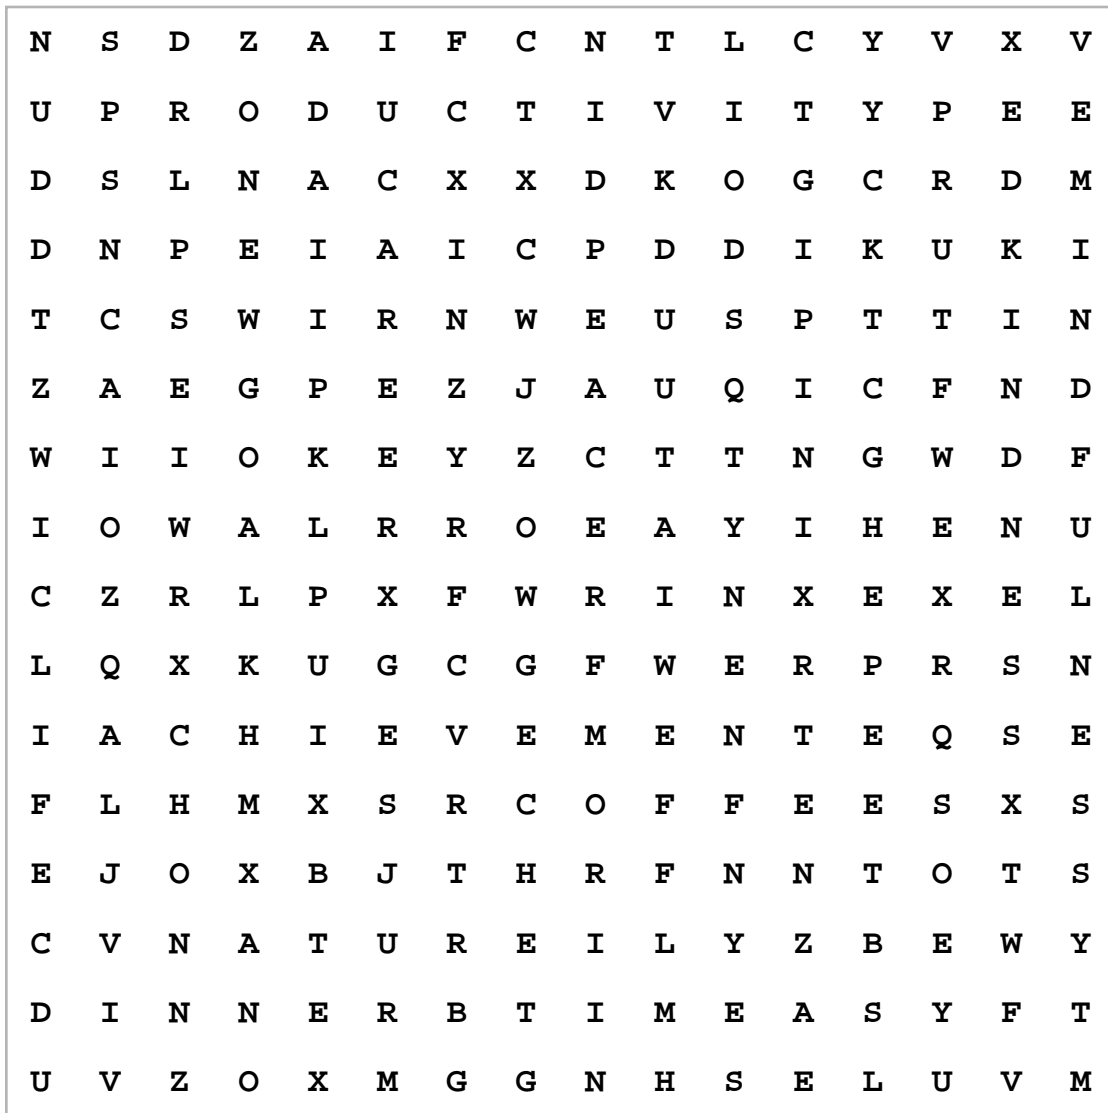 N S D Z A I F C N T L C Y V X V
U P R O D U C T I V I T Y P E E
D S L N A C X X D K O G C R D M
D N P E I A I C P D D I K U K I
T C S W I R N W E U S P T T I N
Z A E G P E Z J A U Q I C F N D
W I I O K E Y Z C T T N G W D F
I O W A L R R O E A Y I H E N U
C Z R L P X F W R I N X E X E L
L Q X K U G C G F W E R P R S N
I A C H I E V E M E N T E Q S E
F L H M X S R C O F F E E S X S
E J O X B J T H R F N N T O T S
C V N A T U R E I L Y Z B E W Y
D I N N E R B T I M E A S Y F T
U V Z O X M G G N H S E L U V M